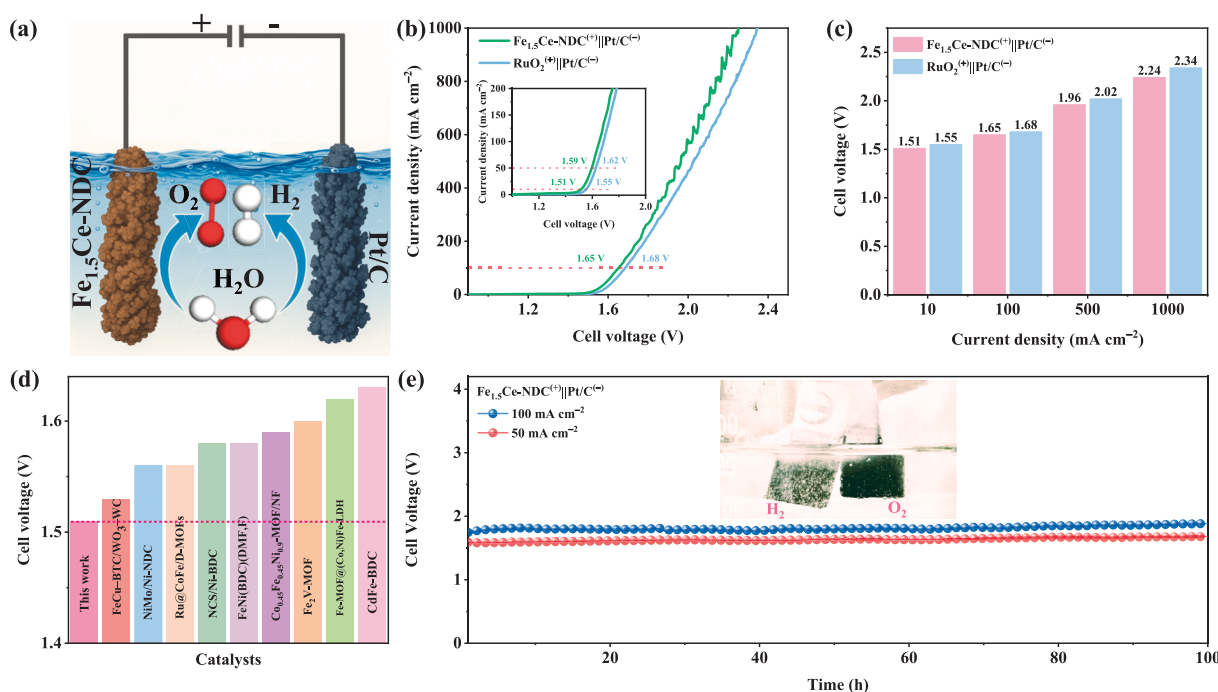 (a)
+ -
Fe₁.₅Ce-NDC
O₂
H₂
H₂O
Pt/C
(b)
Current density (mA cm⁻²)
1000
800
600
400
200
0
Fe₁.₅Ce-NDC⁽⁺⁾||Pt/C⁽⁻⁾
RuO₂⁽⁺⁾||Pt/C⁽⁻⁾
Current density (mA cm⁻²)
200
150
100
50
0
1.59 V
1.62 V
1.51 V
1.55 V
1.2 1.6 2.0
Cell voltage (V)
1.65 V
1.68 V
1.2 1.6 2.0 2.4
Cell voltage (V)
(c)
Cell voltage (V)
2.5
2.0
1.5
1.0
0.5
0.0
Fe₁.₅Ce-NDC⁽⁺⁾||Pt/C⁽⁻⁾
RuO₂⁽⁺⁾||Pt/C⁽⁻⁾
1.51 1.55 1.65 1.68 1.96 2.02 2.24 2.34
10 100 500 1000
Current density (mA cm⁻²)
(d)
Cell voltage (V)
1.6
1.5
1.4
This work
FeCu–BTC/WO₃–WC
NiMo/Ni-NDC
Ru@CoFe/D-MOFs
NCS/Ni-BDC
FeNi(BDC)(DMF,F)
Co₀.₄₅Fe₀.₄₅Ni₀.₉-MOF/NF
Fe₂V-MOF
Fe-MOF@(Co,Ni)Fe-LDH
CdFe-BDC
Catalysts
(e)
Cell Voltage (V)
4
3
2
1
0
Fe₁.₅Ce-NDC⁽⁺⁾||Pt/C⁽⁻⁾
100 mA cm⁻²
50 mA cm⁻²
H₂
O₂
20 40 60 80 100
Time (h)